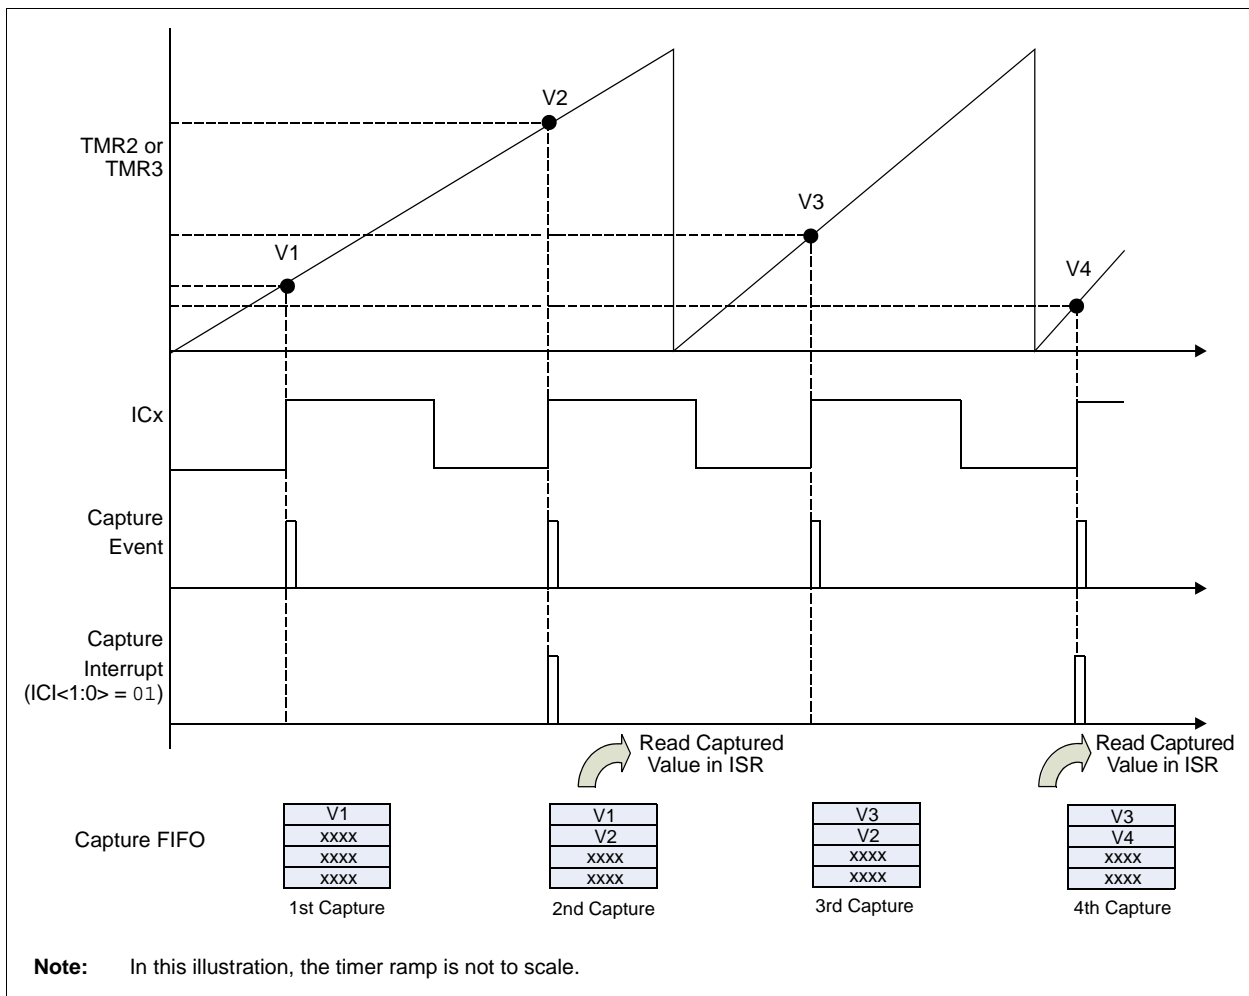 V2
TMR2 or
TMR3
V3
V1
V4
ICx
Capture
Event
Capture
Interrupt
(ICI<1:0> = 01)
Read Captured
Value in ISR
Read Captured
Value in ISR
Capture FIFO
V1
xxxx
xxxx
xxxx
1st Capture
V1
V2
xxxx
xxxx
2nd Capture
V3
V2
xxxx
xxxx
3rd Capture
V3
V4
xxxx
xxxx
4th Capture
Note: In this illustration, the timer ramp is not to scale.